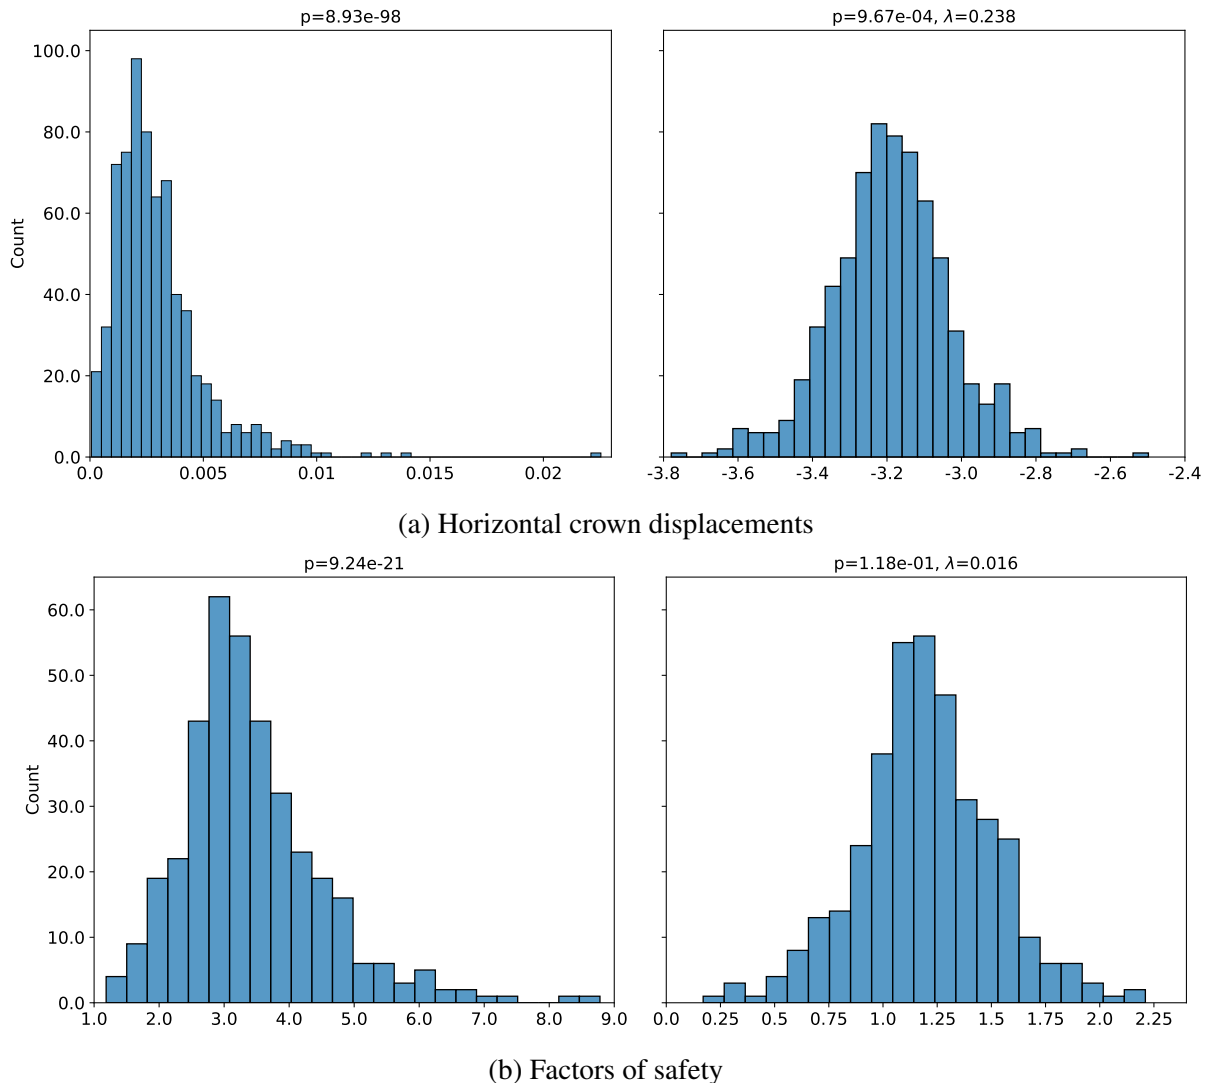 p=8.93e-98
p=9.67e-04, λ=0.238
100.0
80.0
60.0
40.0
20.0
0.0
Count
0.0 0.005 0.01 0.015 0.02
-3.8 -3.6 -3.4 -3.2 -3.0 -2.8 -2.6 -2.4
(a) Horizontal crown displacements
p=9.24e-21
p=1.18e-01, λ=0.016
60.0
50.0
40.0
30.0
20.0
10.0
0.0
Count
1.0 2.0 3.0 4.0 5.0 6.0 7.0 8.0 9.0
0.0 0.25 0.5 0.75 1.0 1.25 1.5 1.75 2.0 2.25
(b) Factors of safety